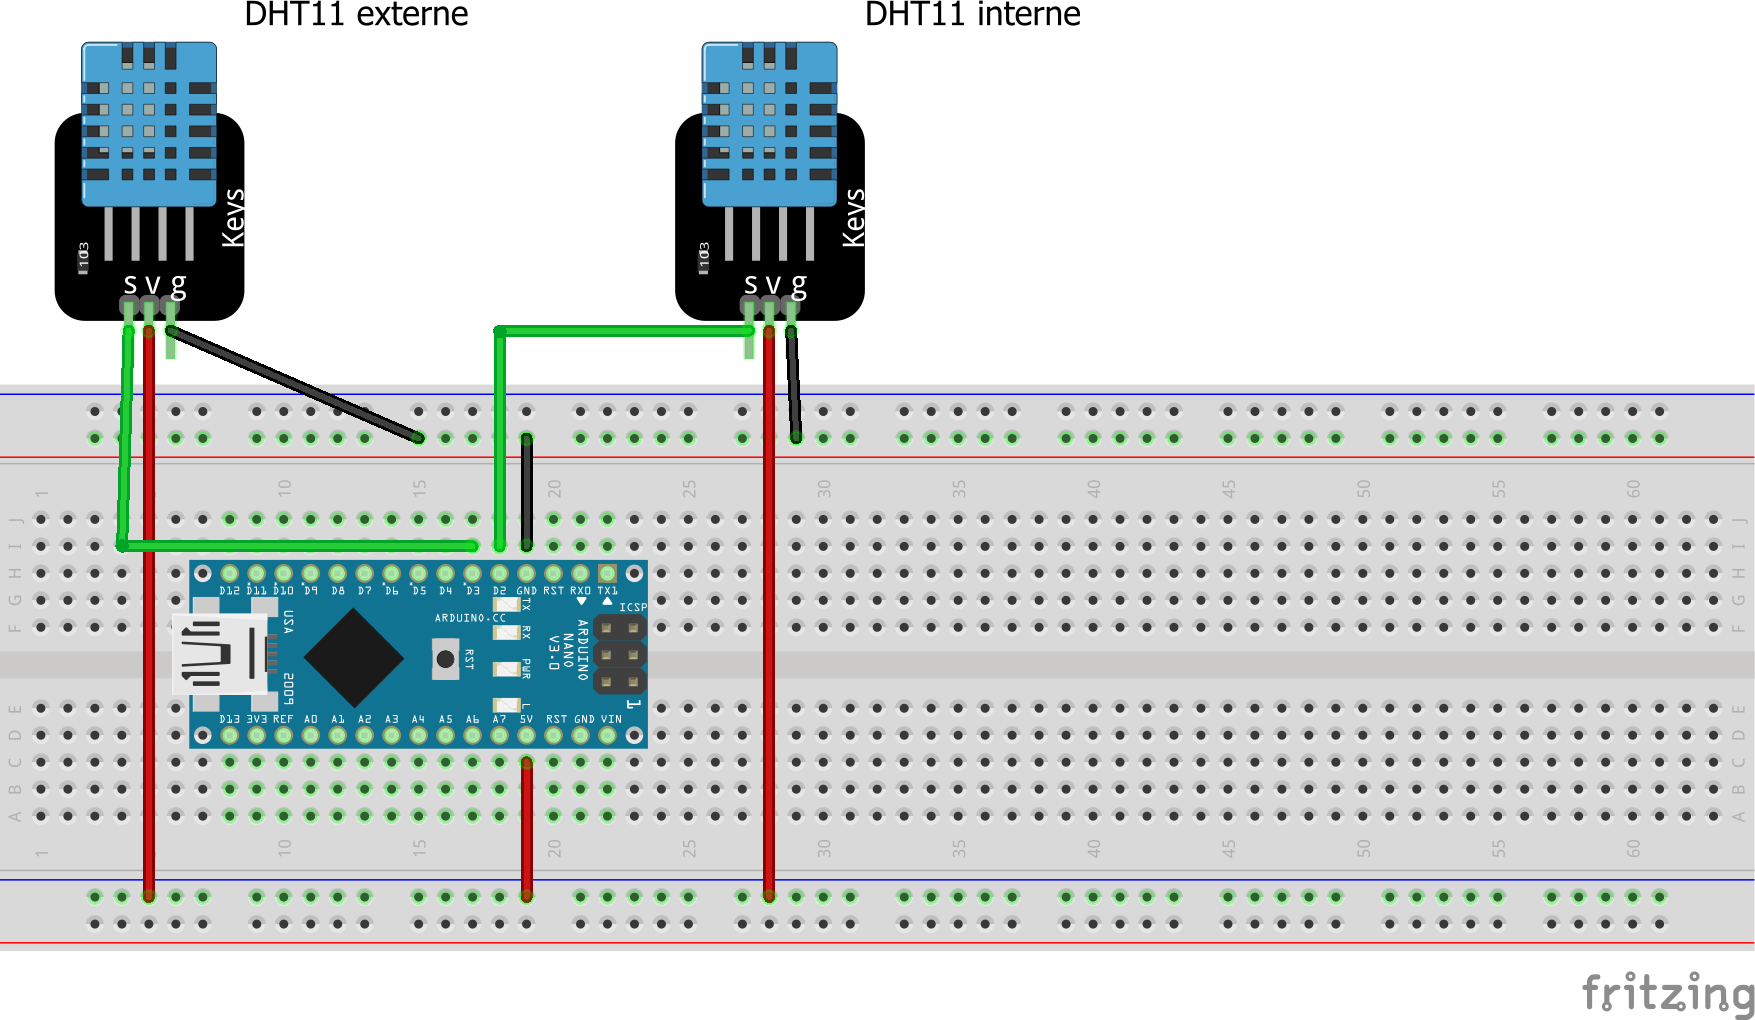 DHT11 externe
DHT11 interne
Keys
103
S V g
Keys
103
S V g
1 10 15 20 25 30 35 40 45 50 55 60
J J
I I
H H
G G
F F
D12 D11 D10 D9 D8 D7 D6 D5 D4 D3 D2 GND RST RX0 TX1
TX
RX
PWR
L
ICSP
1
ARDUINO.CC
ARDUINO
NANO
V3.0
RST
USA
2009
D13 3V3 REF A0 A1 A2 A3 A4 A5 A6 A7 5V RST GND VIN
E E
D D
C C
B B
A A
1 10 15 20 25 30 35 40 45 50 55 60
fritzing